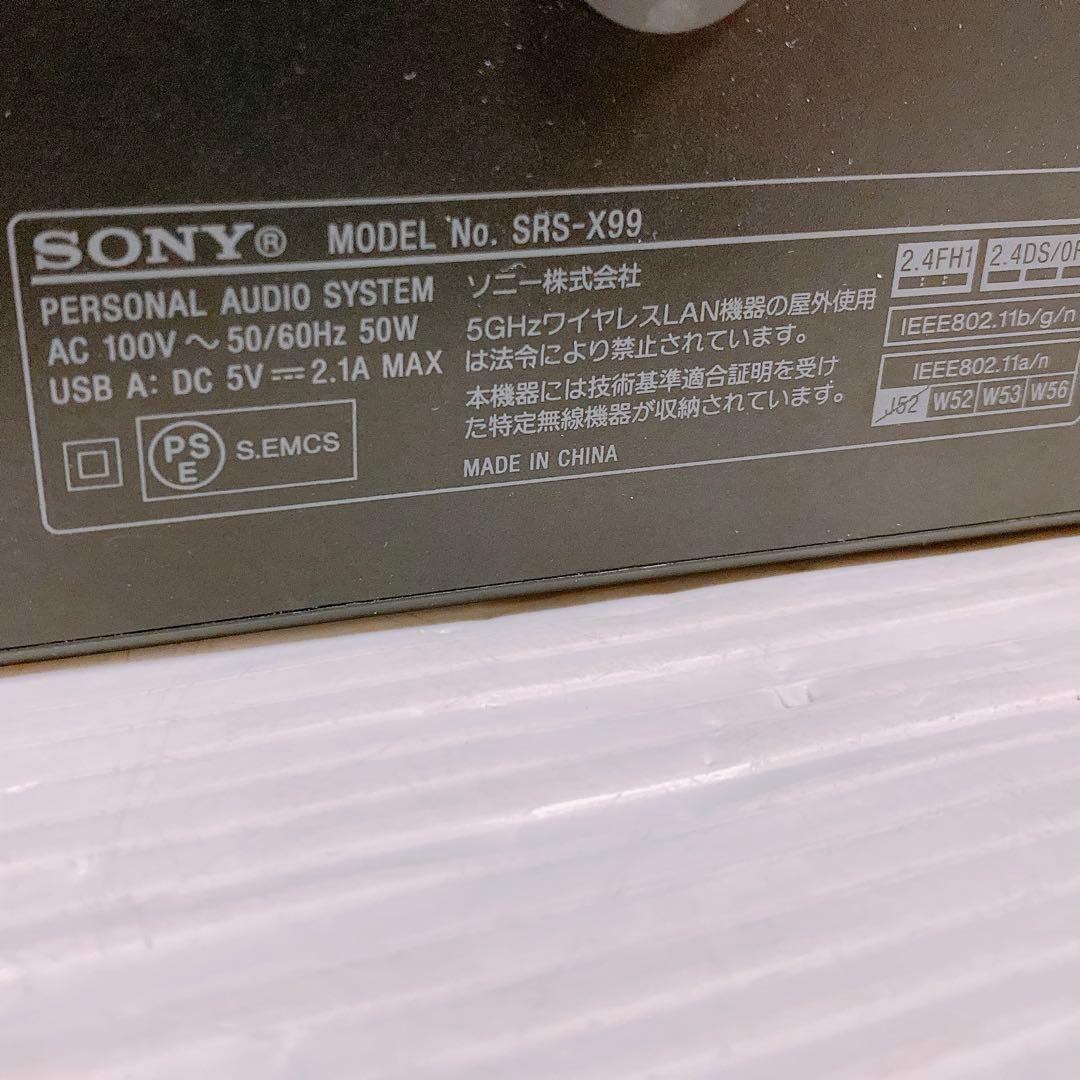 SONY® MODEL No. SRS-X99
PERSONAL AUDIO SYSTEM
AC 100V ～ 50/60Hz 50W
USB A: DC 5V ⎓ 2.1A MAX
PS
E
S.EMCS
ソニー株式会社
5GHzワイヤレスLAN機器の屋外使用
は法令により禁止されています。
本機器には技術基準適合証明を受け
た特定無線機器が収納されています。
MADE IN CHINA
2.4FH1 2.4DS/OF
IEEE802.11b/g/n
IEEE802.11a/n
J52 W52 W53 W56